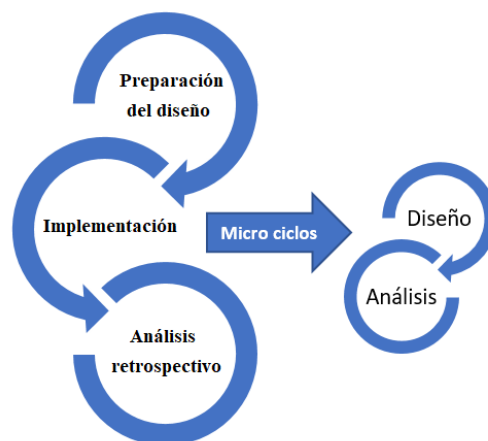 Preparación
del diseño
Implementación
Micro ciclos
Diseño
Análisis
Análisis
retrospectivo